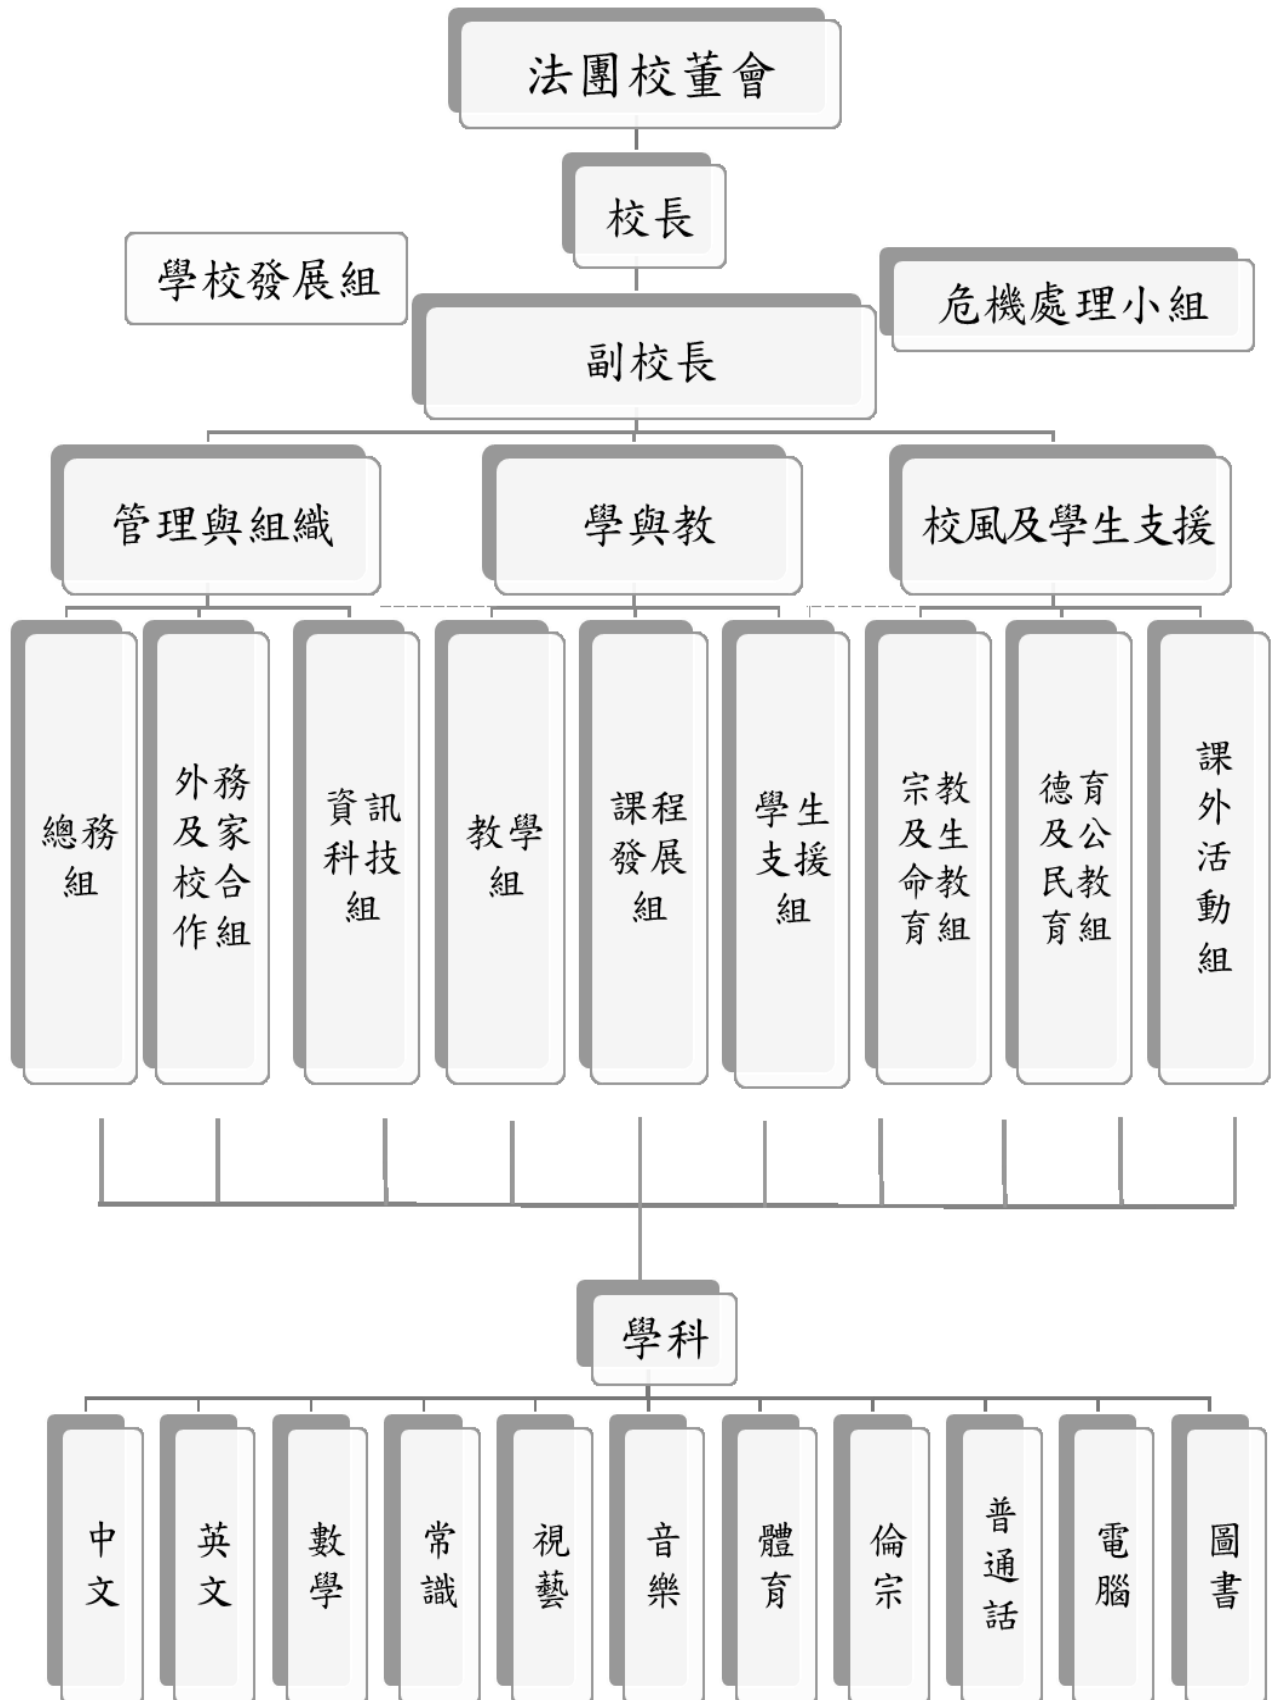 法團校董會
校長
學校發展組
危機處理小組
副校長
管理與組織
學與教
校風及學生支援
總務
組
外務
及家
校合
作組
資訊
科技
組
教學
組
課程
發展
組
學生
支援
組
宗教
及生
命教
育組
德育
及公
民教
育組
課
外
活
動
組
學科
中
文
英
文
數
學
常
識
視
藝
音
樂
體
育
倫
宗
普
通
話
電
腦
圖
書